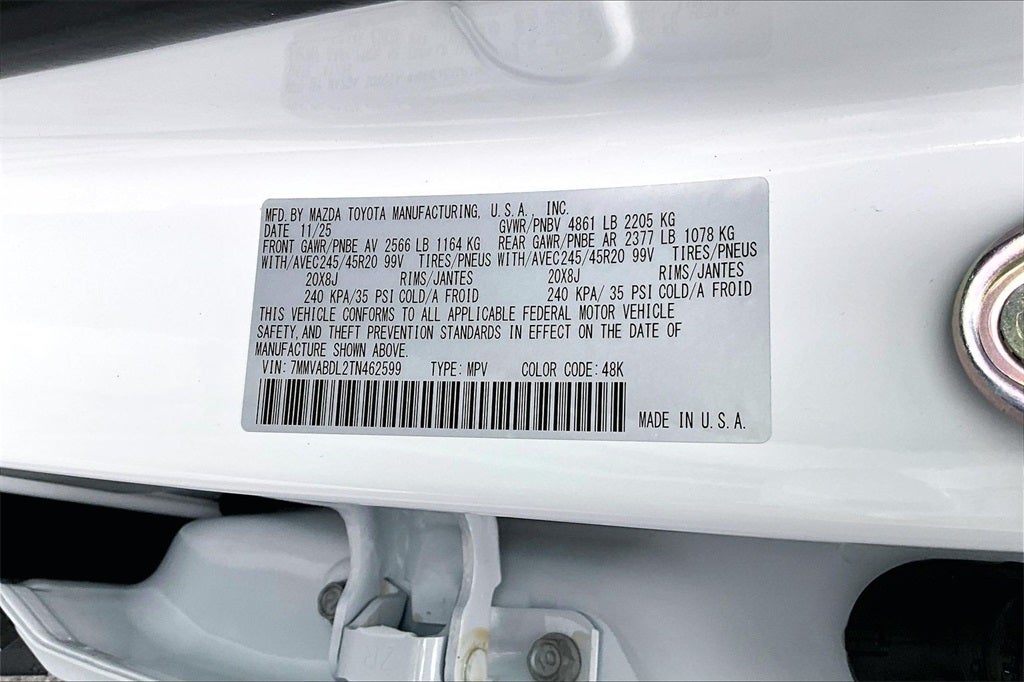 MFD. BY MAZDA TOYOTA MANUFACTURING, U.S.A., INC.
DATE 11/25 GVWR/PNBV 4861 LB 2205 KG
FRONT GAWR/PNBE AV 2566 LB 1164 KG REAR GAWR/PNBE AR 2377 LB 1078 KG
WITH/AVEC245/45R20 99V TIRES/PNEUS WITH/AVEC245/45R20 99V TIRES/PNEUS
20X8J RIMS/JANTES 20X8J RIMS/JANTES
240 KPA/ 35 PSI COLD/A FROID 240 KPA/ 35 PSI COLD/A FROID
THIS VEHICLE CONFORMS TO ALL APPLICABLE FEDERAL MOTOR VEHICLE
SAFETY, AND THEFT PREVENTION STANDARDS IN EFFECT ON THE DATE OF
MANUFACTURE SHOWN ABOVE.
VIN: 7MMVABDL2TN462599 TYPE: MPV COLOR CODE: 48K
MADE IN U.S.A.